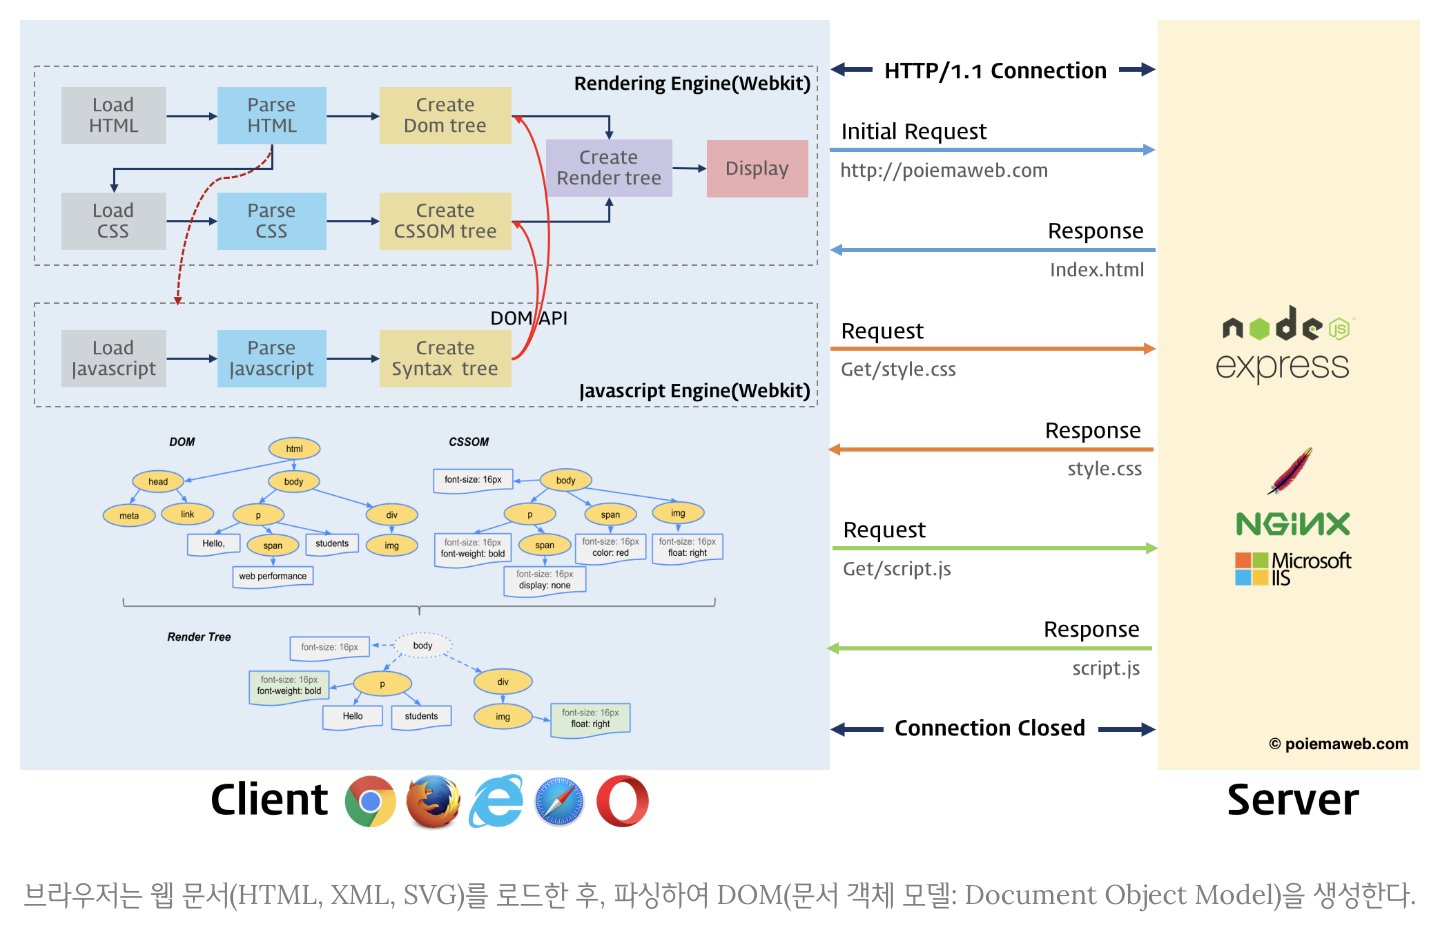 Rendering Engine(Webkit)
Load
HTML
Parse
HTML
Create
Dom tree
Create
Render tree
Display
Load
CSS
Parse
CSS
Create
CSSOM tree
DOM API
Load
Javascript
Parse
Javascript
Create
Syntax tree
Javascript Engine(Webkit)
DOM
html
head
body
meta
link
p
div
Hello,
span
students
img
web performance
CSSOM
font-size: 16px
body
p
span
img
font-size: 16px
font-weight: bold
span
font-size: 16px
color: red
font-size: 16px
float: right
font-size: 16px
display: none
Render Tree
font-size: 16px
body
font-size: 16px
font-weight: bold
p
div
Hello
students
img
font-size: 16px
float: right
HTTP/1.1 Connection
Initial Request
http://poiemaweb.com
Response
Index.html
Request
Get/style.css
Response
style.css
Request
Get/script.js
Response
script.js
Connection Closed
node
JS
express
NGINX
Microsoft
IIS
© poiemaweb.com
Client
Server
브라우저는 웹 문서(HTML, XML, SVG)를 로드한 후, 파싱하여 DOM(문서 객체 모델: Document Object Model)을 생성한다.